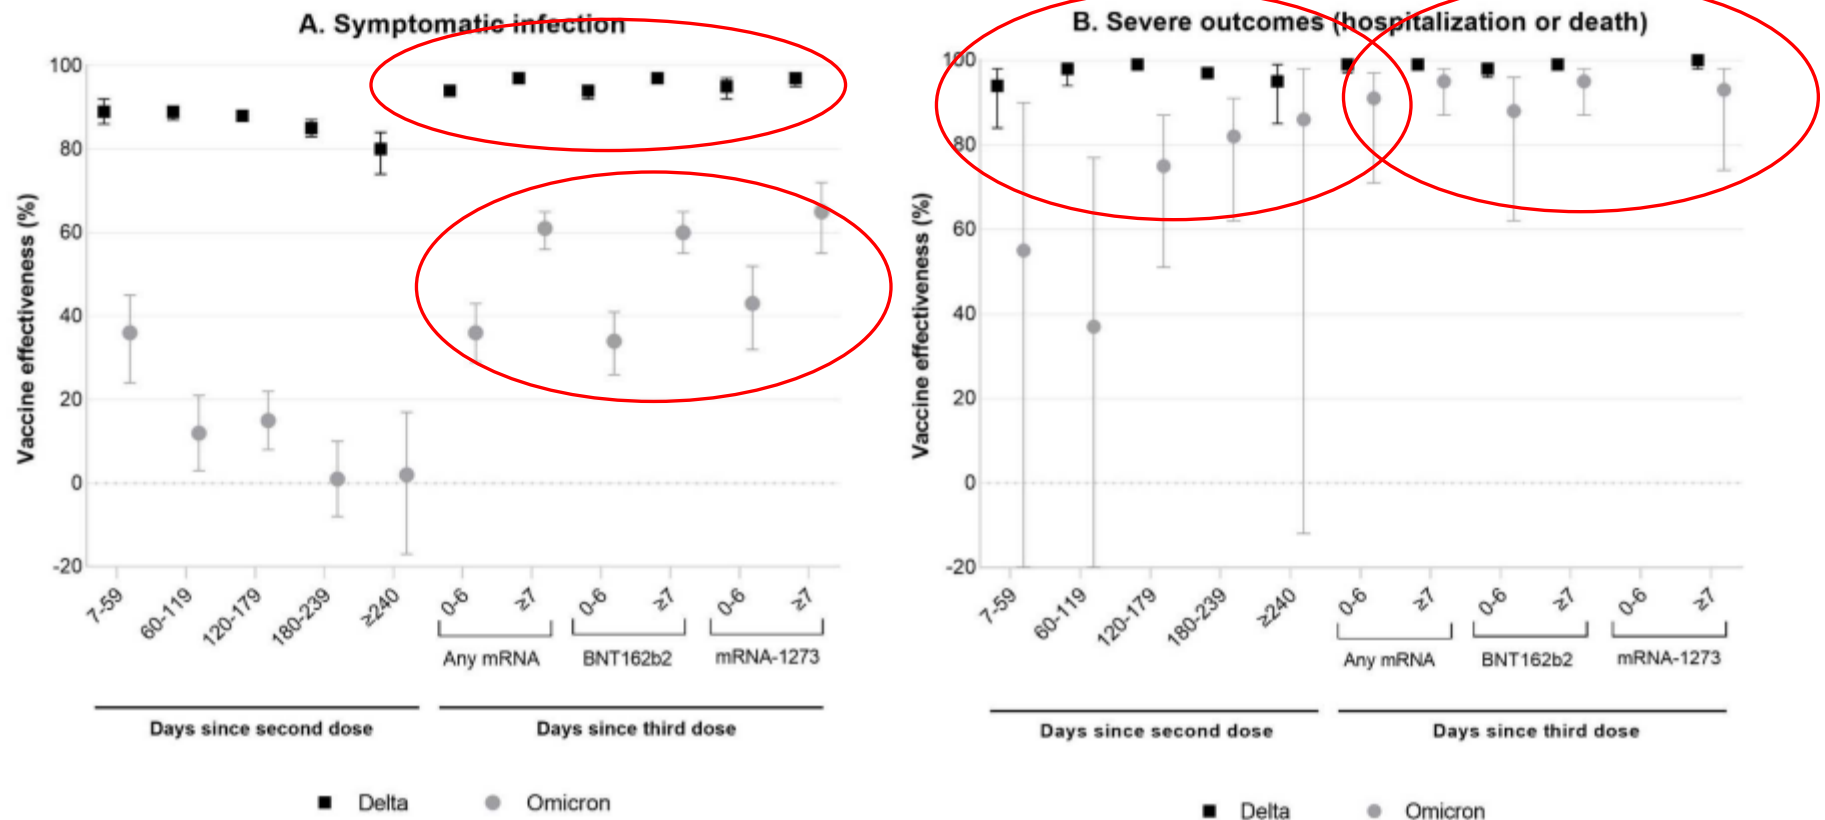 A. Symptomatic infection
Vaccine effectiveness (%)
100
80
60
40
20
0
-20
7-59
60-119
120-179
180-239
≥240
0-6
≥7
0-6
≥7
0-6
≥7
Any mRNA
BNT162b2
mRNA-1273
Days since second dose
Days since third dose
Delta
Omicron
B. Severe outcomes (hospitalization or death)
Vaccine effectiveness (%)
100
80
60
40
20
0
-20
7-59
60-119
120-179
180-239
≥240
0-6
≥7
0-6
≥7
0-6
≥7
Any mRNA
BNT162b2
mRNA-1273
Days since second dose
Days since third dose
Delta
Omicron